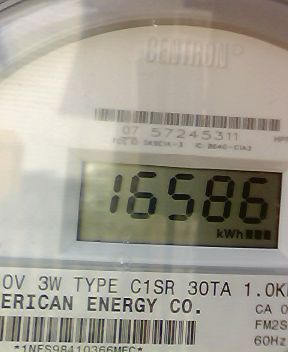 CENTRON
07 57245311
16586
kWh
0V 3W TYPE C1SR 30TA 1.0K
ERICAN ENERGY CO.
CA 0
FM2S
60Hz
*1NFS98410366MEC*